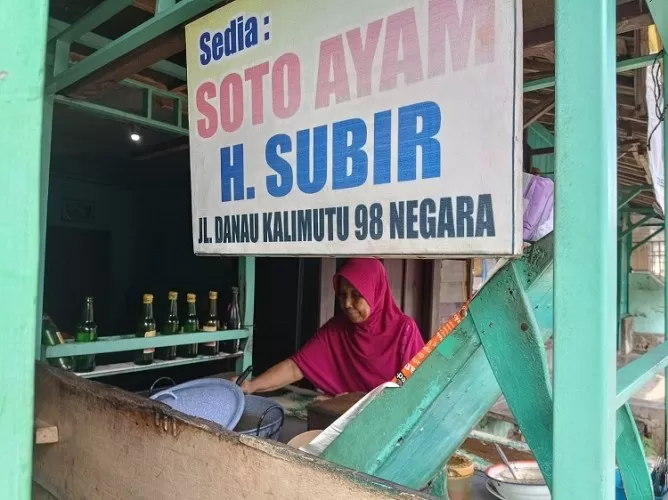 Sedia :
SOTO AYAM
H. SUBIR
JL. DANAU KALIMUTU 98 NEGARA